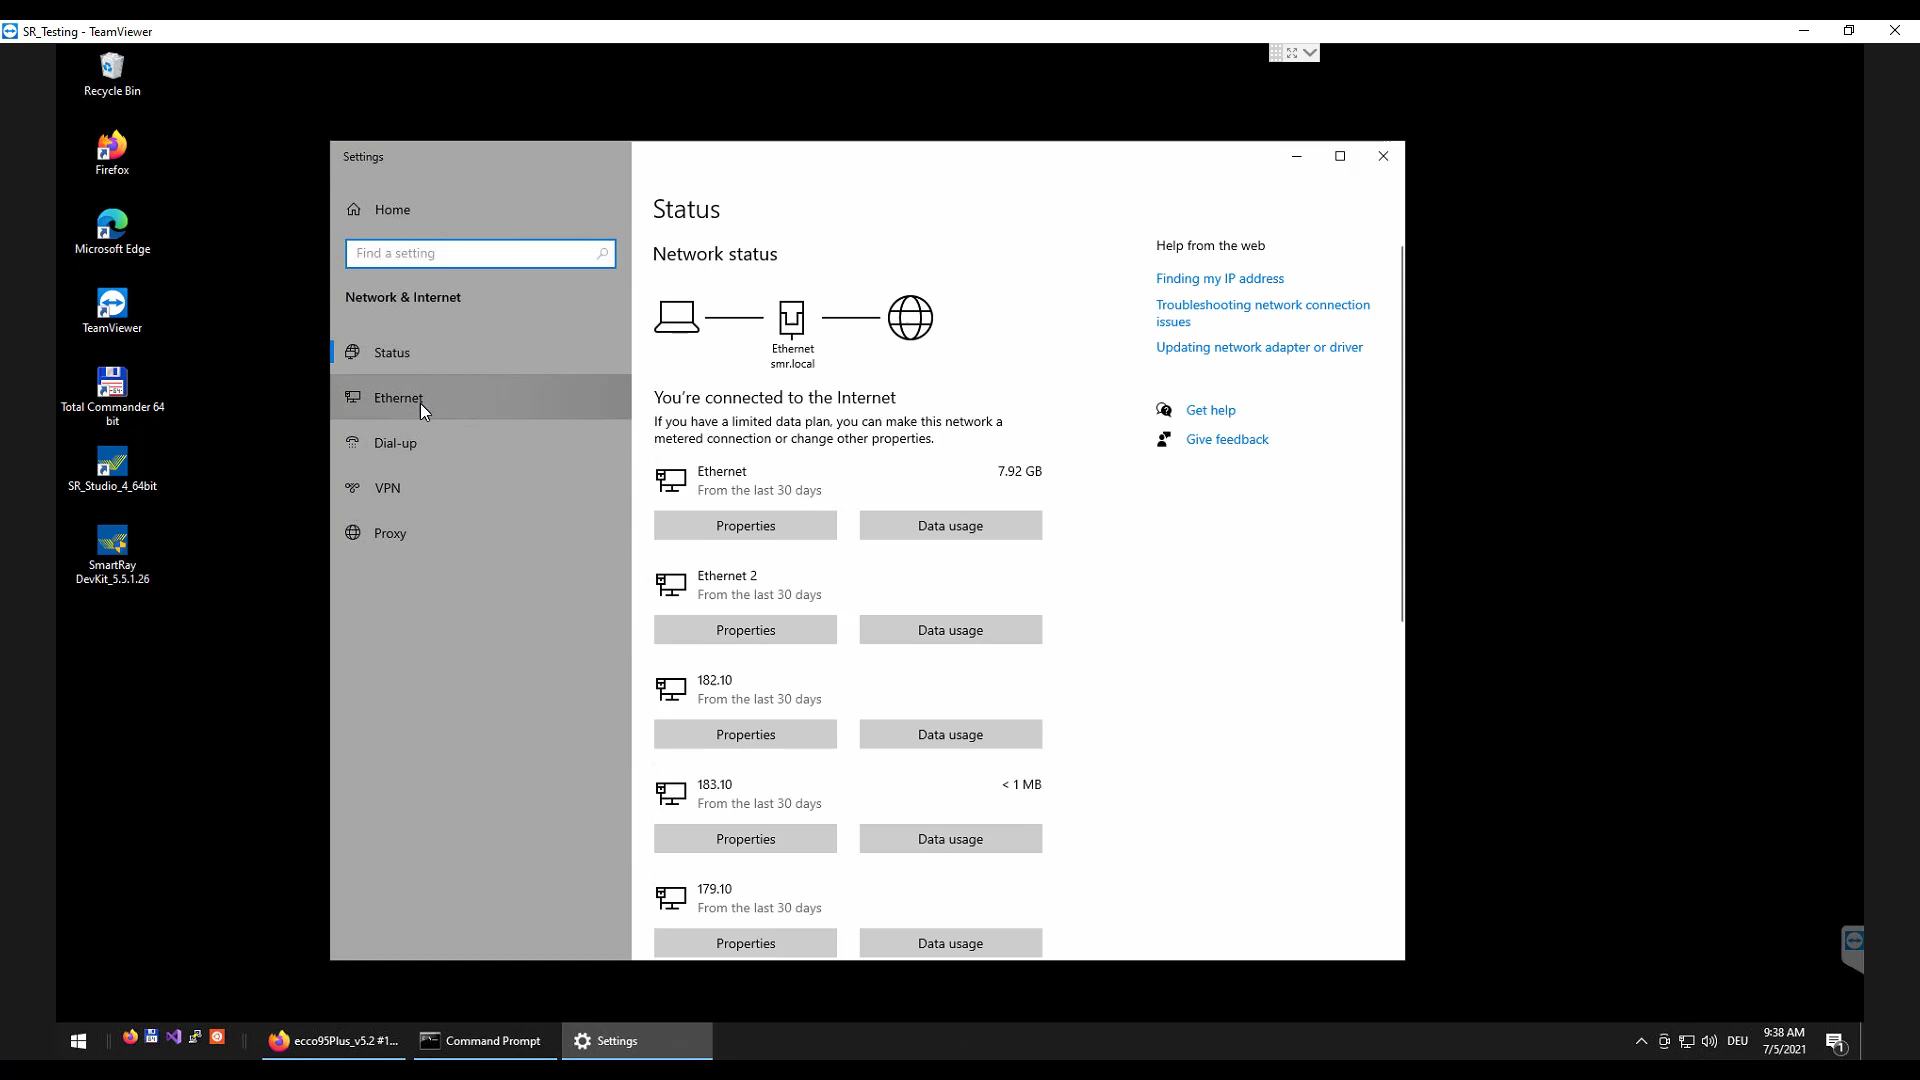 SR_Testing - TeamViewer
Recycle Bin
Firefox
Microsoft Edge
TeamViewer
Total Commander 64
bit
SR_Studio_4_64bit
SmartRay
DevKit_5.5.1.26
Settings
Home
Find a setting
Network & Internet
Status
Ethernet
Dial-up
VPN
Proxy
Status
Network status
Ethernet
smr.local
You're connected to the Internet
If you have a limited data plan, you can make this network a
metered connection or change other properties.
Ethernet 7.92 GB
From the last 30 days
Properties Data usage
Ethernet 2
From the last 30 days
Properties Data usage
182.10
From the last 30 days
Properties Data usage
183.10 < 1 MB
From the last 30 days
Properties Data usage
179.10
From the last 30 days
Properties Data usage
Help from the web
Finding my IP address
Troubleshooting network connection
issues
Updating network adapter or driver
Get help
Give feedback
ecco95Plus_v5.2 #1... Command Prompt Settings
DEU
9:38 AM
7/5/2021
1